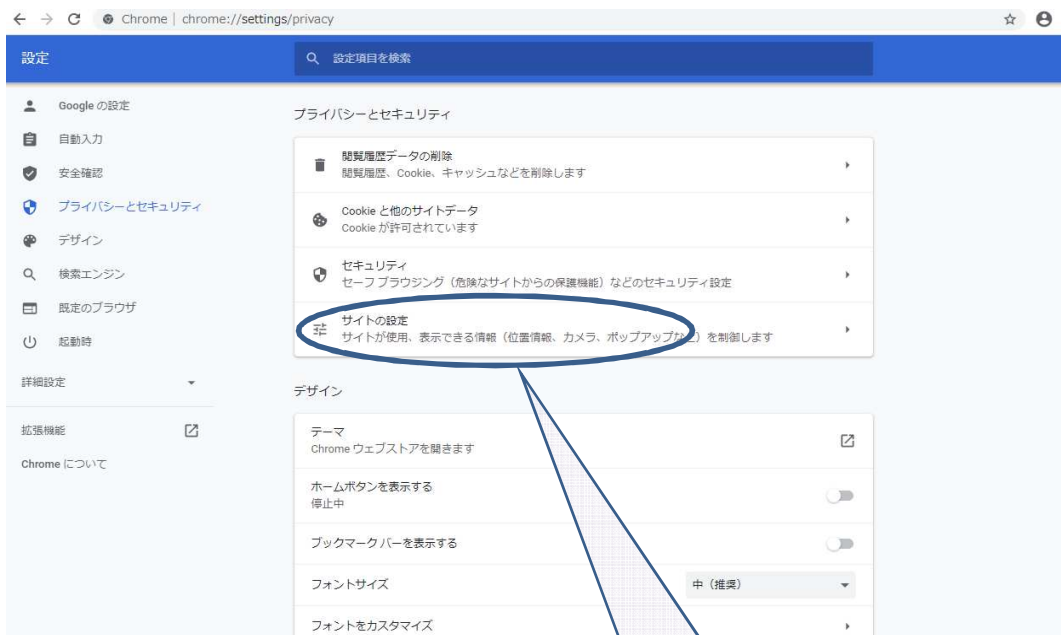 Chrome | chrome://settings/privacy
設定
設定項目を検索
Google の設定
自動入力
安全確認
プライバシーとセキュリティ
デザイン
検索エンジン
既定のブラウザ
起動時
詳細設定
拡張機能
Chrome について
プライバシーとセキュリティ
閲覧履歴データの削除
閲覧履歴、Cookie、キャッシュなどを削除します
Cookie と他のサイトデータ
Cookie が許可されています
セキュリティ
セーフ ブラウジング（危険なサイトからの保護機能）などのセキュリティ設定
サイトの設定
サイトが使用、表示できる情報（位置情報、カメラ、ポップアップなど）を制御します
デザイン
テーマ
Chrome ウェブストアを開きます
ホームボタンを表示する
停止中
ブックマーク バーを表示する
フォントサイズ
中（推奨）
フォントをカスタマイズ